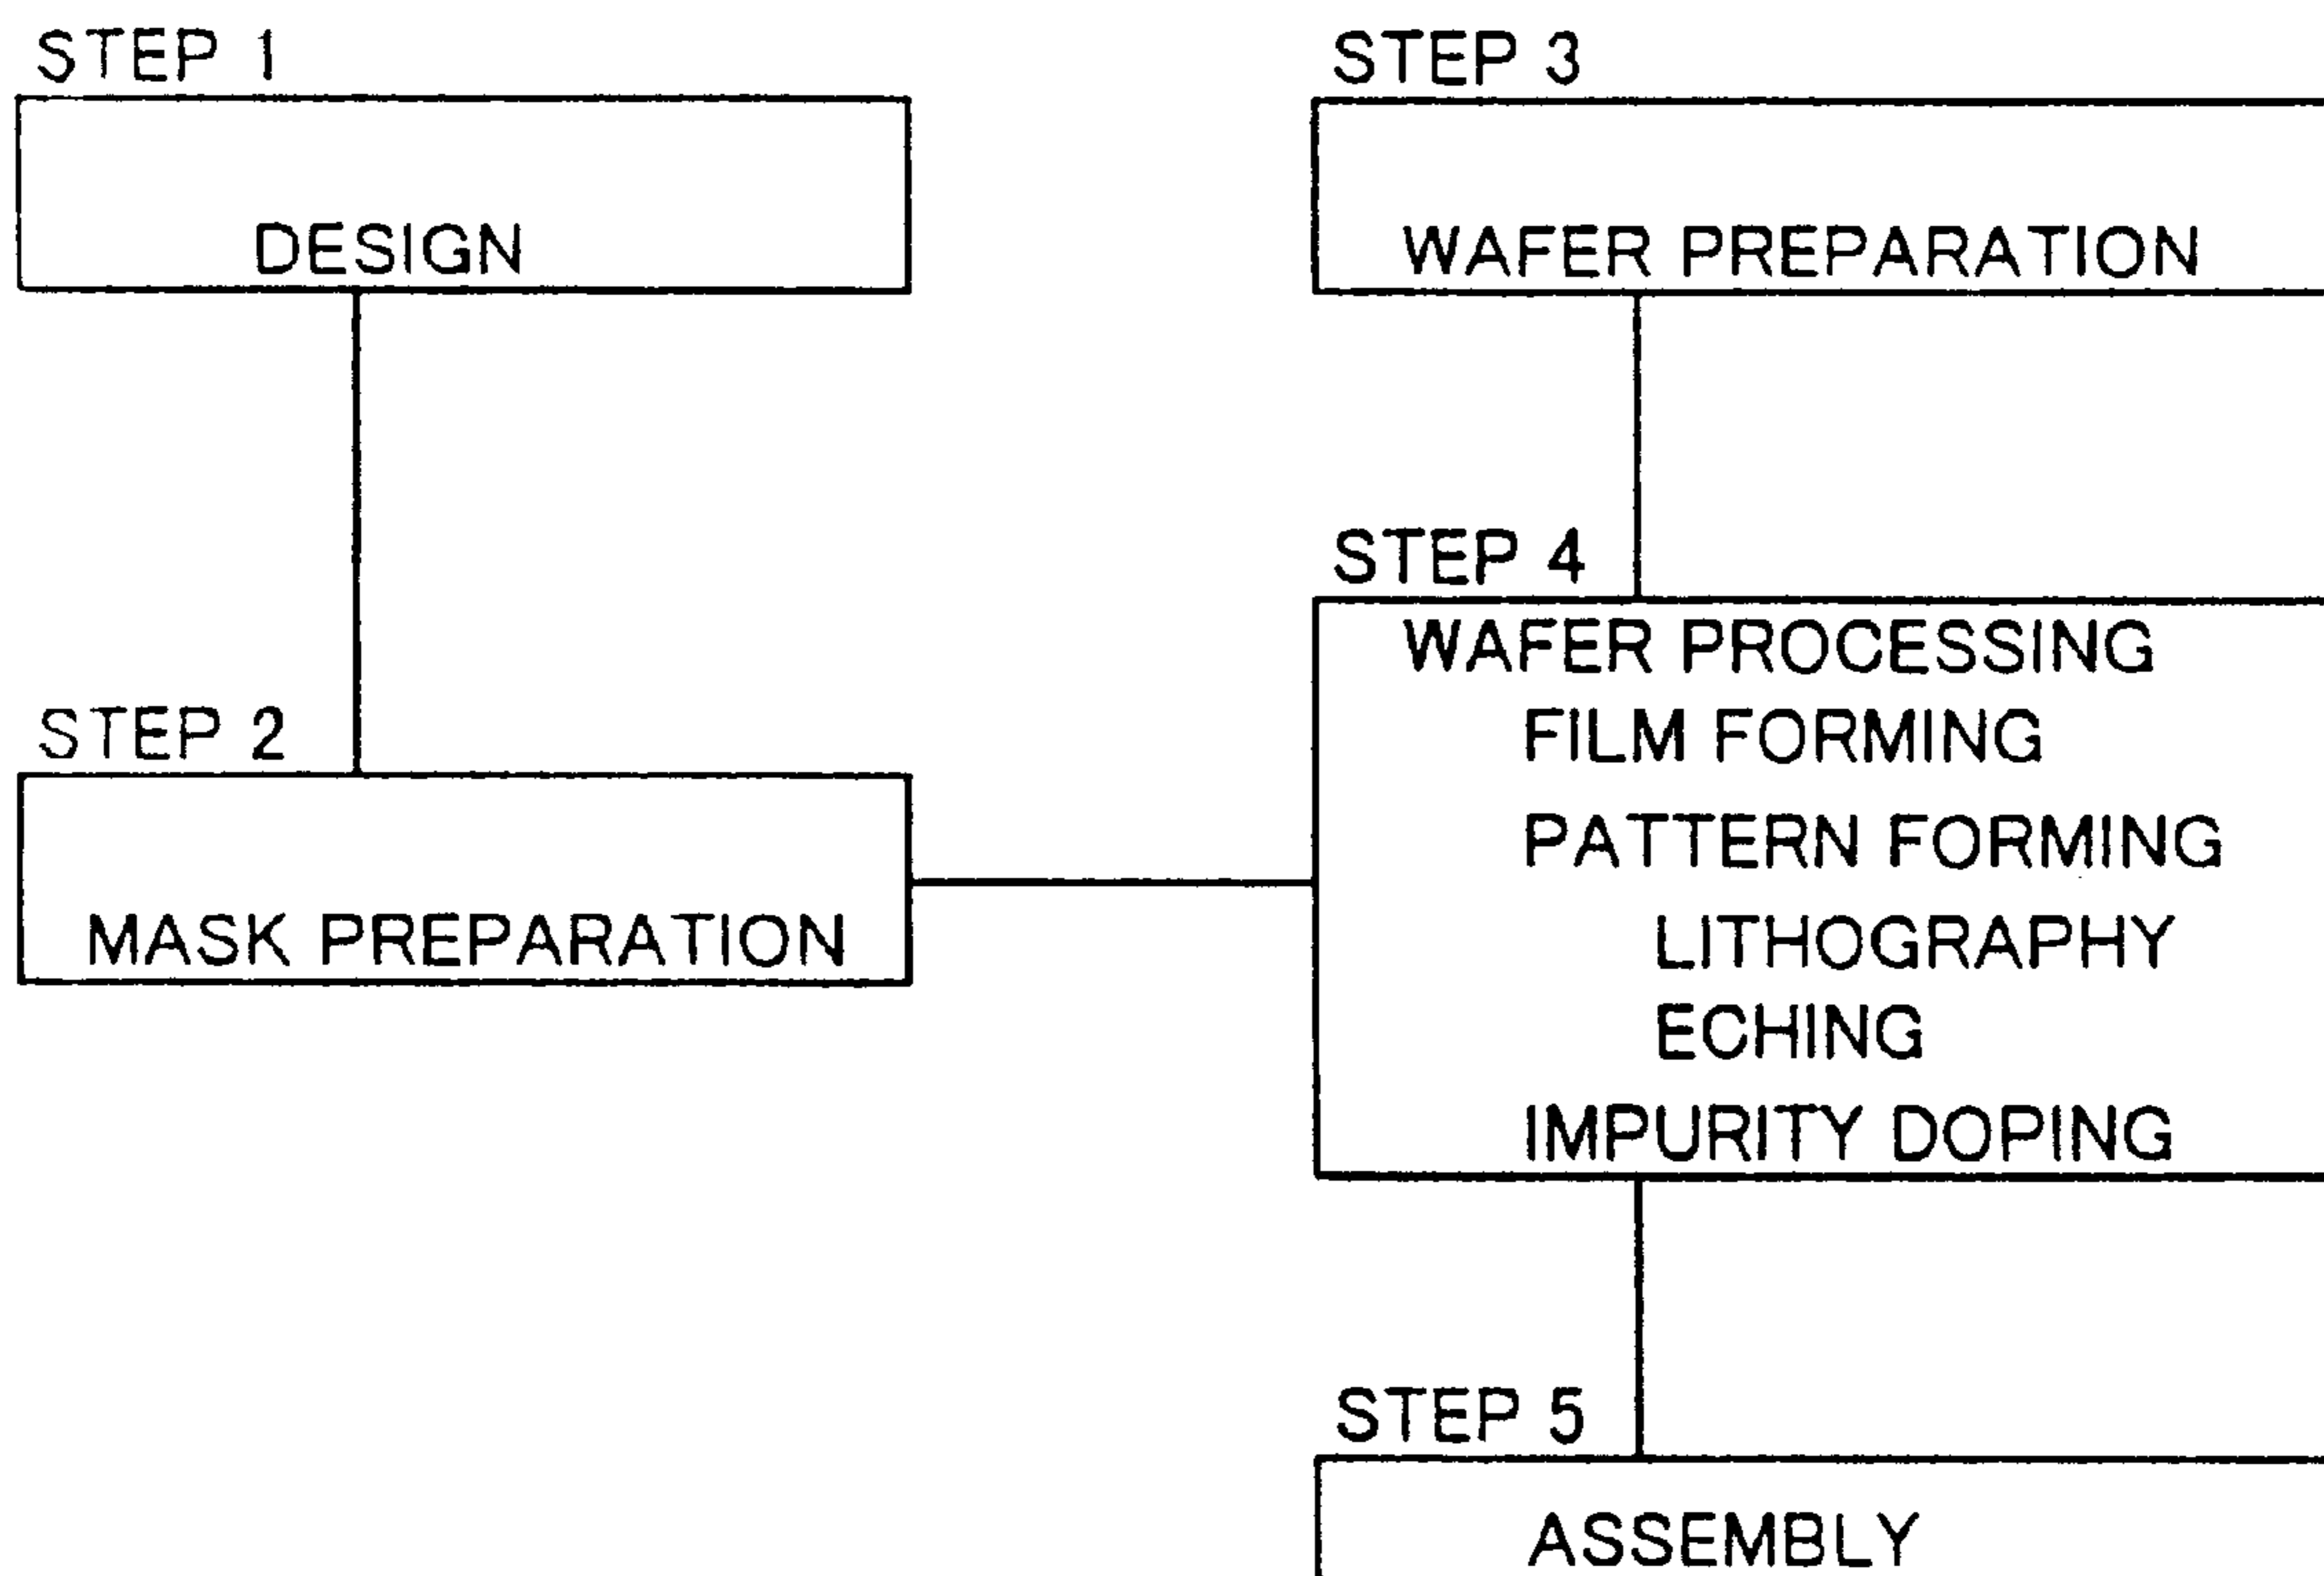 STEP 1
DESIGN
STEP 2
MASK PREPARATION
STEP 3
WAFER PREPARATION
STEP 4
WAFER PROCESSING
FILM FORMING
PATTERN FORMING
LITHOGRAPHY
ECHING
IMPURITY DOPING
STEP 5
ASSEMBLY